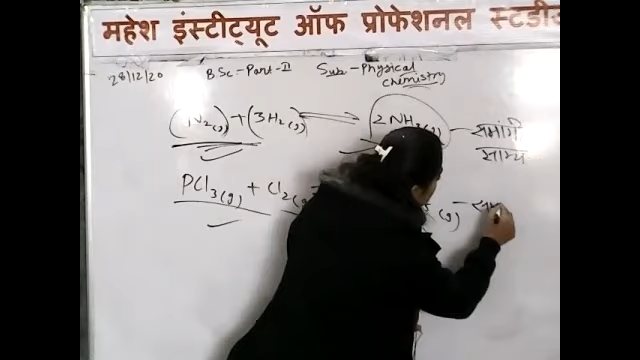 महेश इंस्टीट्यूट ऑफ प्रोफेशनल स्टडीज
28/12/20 BSc-Part-II Sub-Physical Chemistry
N₂(g) + 3H₂(g) ⇌ 2NH₃(g) - समांगी साम्य
PCl₃(g) + Cl₂(g) (g) -